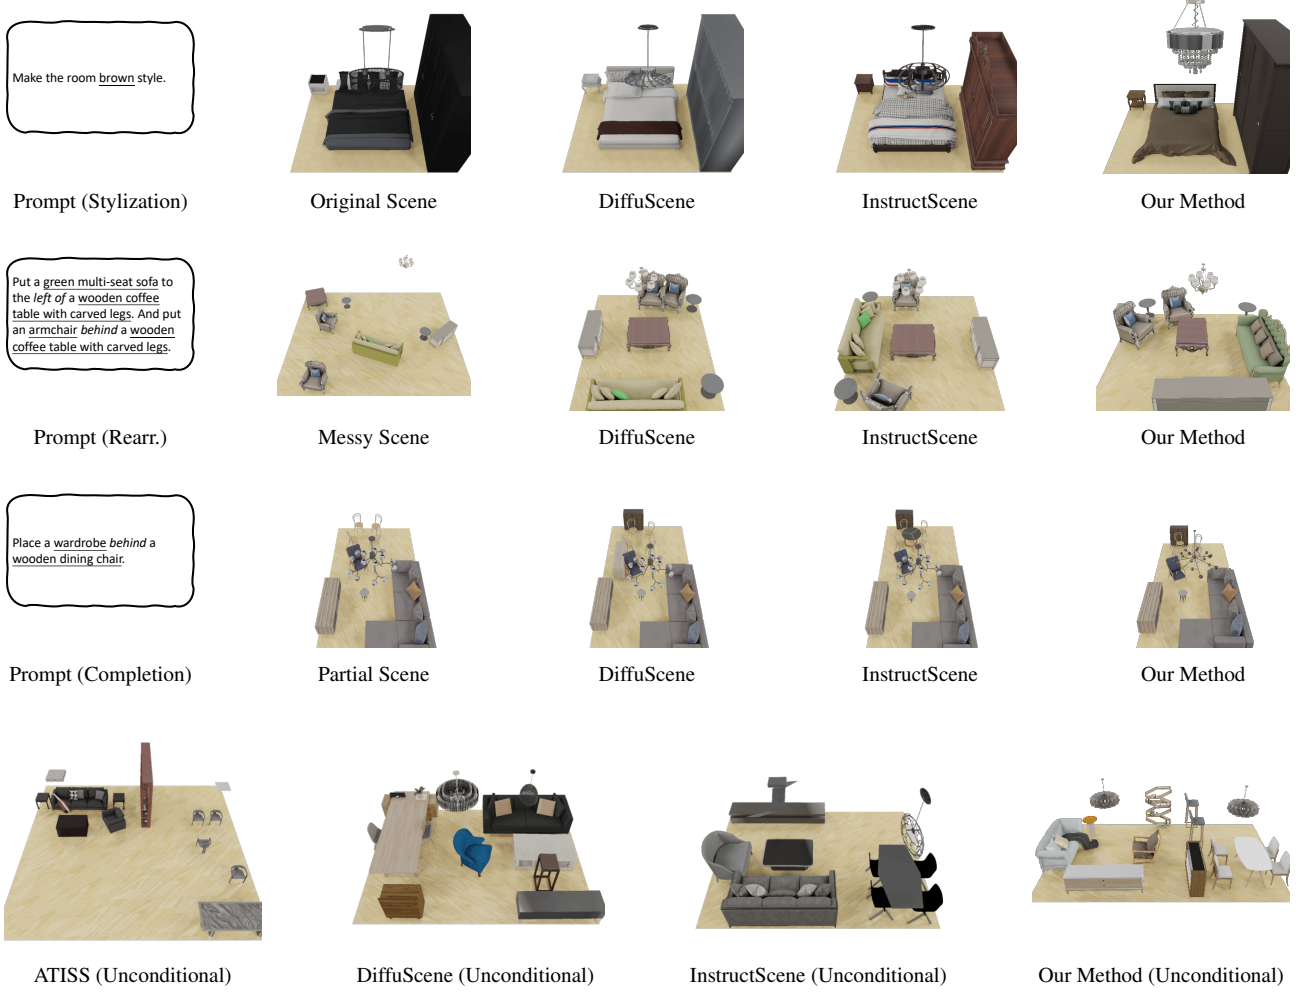 Make the room brown style.
Prompt (Stylization)
Original Scene
DiffuScene
InstructScene
Our Method
Put a green multi-seat sofa to
the left of a wooden coffee
table with carved legs. And put
an armchair behind a wooden
coffee table with carved legs.
Prompt (Rearr.)
Messy Scene
DiffuScene
InstructScene
Our Method
Place a wardrobe behind a
wooden dining chair.
Prompt (Completion)
Partial Scene
DiffuScene
InstructScene
Our Method
ATISS (Unconditional)
DiffuScene (Unconditional)
InstructScene (Unconditional)
Our Method (Unconditional)